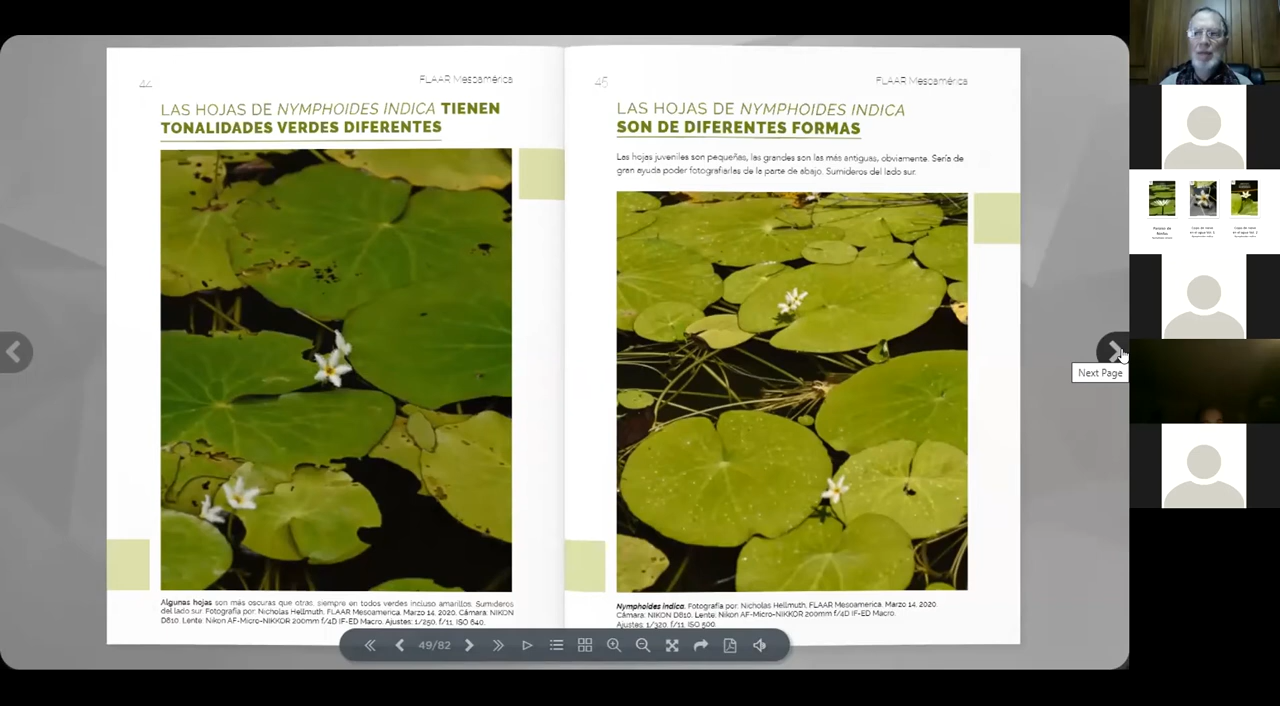 44
FLAAR Mesoamérica
LAS HOJAS DE NYMPHOIDES INDICA TIENEN
TONALIDADES VERDES DIFERENTES
Algunas hojas son más oscuras que otras, siempre en todos verdes incluso amarillos. Sumideros
del lado sur. Fotografía por: Nicholas Hellmuth, FLAAR Mesoamerica, Marzo 14, 2020. Cámara: NIKON
D810. Lente: Nikon AF-Micro-NIKKOR 200mm f/4D IF-ED Macro. Ajustes: 1/250, f/11, ISO 640.
45
FLAAR Mesoamérica
LAS HOJAS DE NYMPHOIDES INDICA
SON DE DIFERENTES FORMAS
Las hojas juveniles son pequeñas, las grandes son las más antiguas, obviamente. Sería de
gran ayuda poder fotografiarlas de la parte de abajo. Sumideros del lado sur.
Nymphoides indica. Fotografía por: Nicholas Hellmuth, FLAAR Mesoamerica, Marzo 14, 2020.
Cámara: NIKON D810. Lente: Nikon AF-Micro-NIKKOR 200mm f/4D IF-ED Macro.
Ajustes: 1/320, f/11, ISO 500.
Next Page
49/82